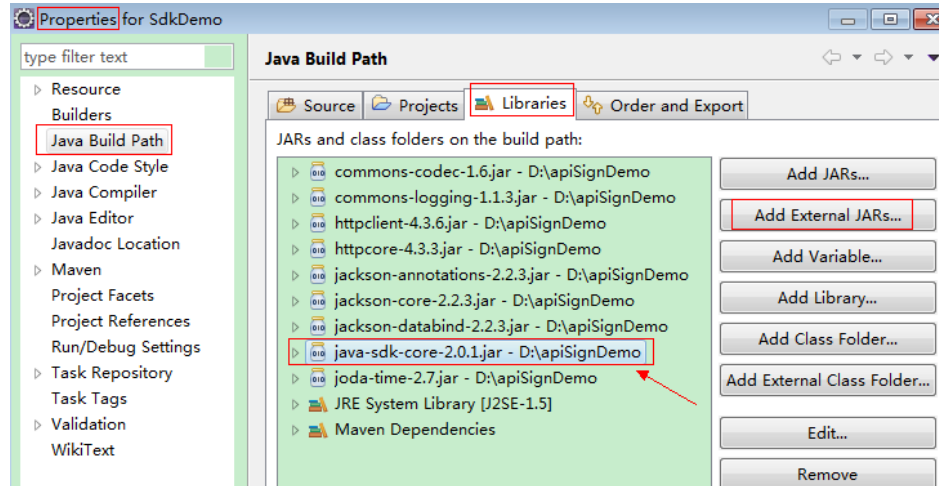 Properties for SdkDemo
type filter text
Resource
Builders
Java Build Path
Java Code Style
Java Compiler
Java Editor
Javadoc Location
Maven
Project Facets
Project References
Run/Debug Settings
Task Repository
Task Tags
Validation
WikiText
Java Build Path
Source Projects Libraries Order and Export
JARs and class folders on the build path:
commons-codec-1.6.jar - D:\apiSignDemo
commons-logging-1.1.3.jar - D:\apiSignDemo
httpclient-4.3.6.jar - D:\apiSignDemo
httpcore-4.3.3.jar - D:\apiSignDemo
jackson-annotations-2.2.3.jar - D:\apiSignDemo
jackson-core-2.2.3.jar - D:\apiSignDemo
jackson-databind-2.2.3.jar - D:\apiSignDemo
java-sdk-core-2.0.1.jar - D:\apiSignDemo
joda-time-2.7.jar - D:\apiSignDemo
JRE System Library [J2SE-1.5]
Maven Dependencies
Add JARs...
Add External JARs...
Add Variable...
Add Library...
Add Class Folder...
Add External Class Folder...
Edit...
Remove